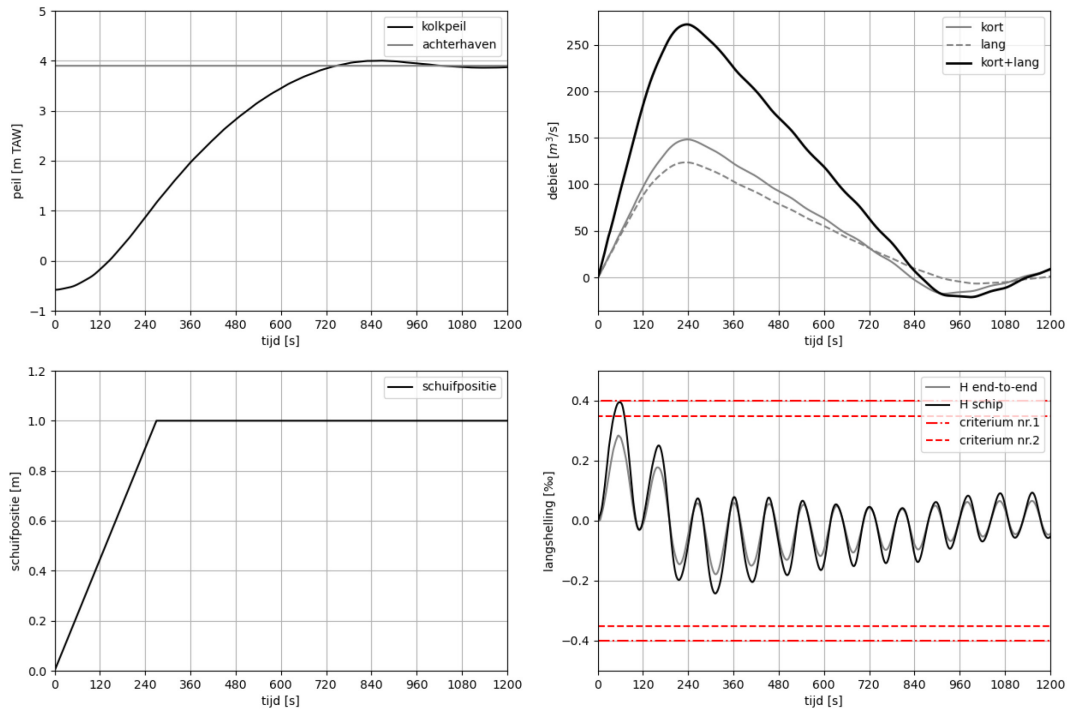 5
4
3
2
1
0
−1
peil [m TAW]
0 120 240 360 480 600 720 840 960 1080 1200
tijd [s]
kolkpeil
achterhaven
250
200
150
100
50
0
debiet [m³/s]
0 120 240 360 480 600 720 840 960 1080 1200
tijd [s]
kort
lang
kort+lang
1.2
1.0
0.8
0.6
0.4
0.2
0.0
schuifpositie [m]
0 120 240 360 480 600 720 840 960 1080 1200
tijd [s]
schuifpositie
0.4
0.2
0.0
−0.2
−0.4
langshelling [‰]
0 120 240 360 480 600 720 840 960 1080 1200
tijd [s]
H end-to-end
H schip
criterium nr.1
criterium nr.2